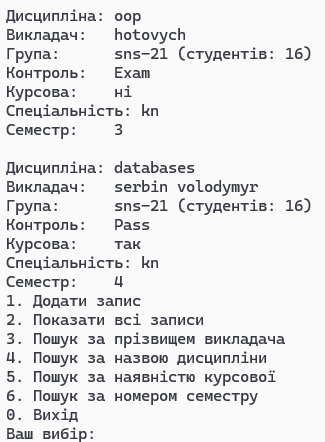 Дисципліна: oop
Викладач:   hotovych
Група:      sns-21 (студентів: 16)
Контроль:   Exam
Курсова:    ні
Спеціальність: kn
Семестр:    3

Дисципліна: databases
Викладач:   serbin volodymyr
Група:      sns-21 (студентів: 16)
Контроль:   Pass
Курсова:    так
Спеціальність: kn
Семестр:    4
1. Додати запис
2. Показати всі записи
3. Пошук за прізвищем викладача
4. Пошук за назвою дисципліни
5. Пошук за наявністю курсової
6. Пошук за номером семестру
0. Вихід
Ваш вибір: